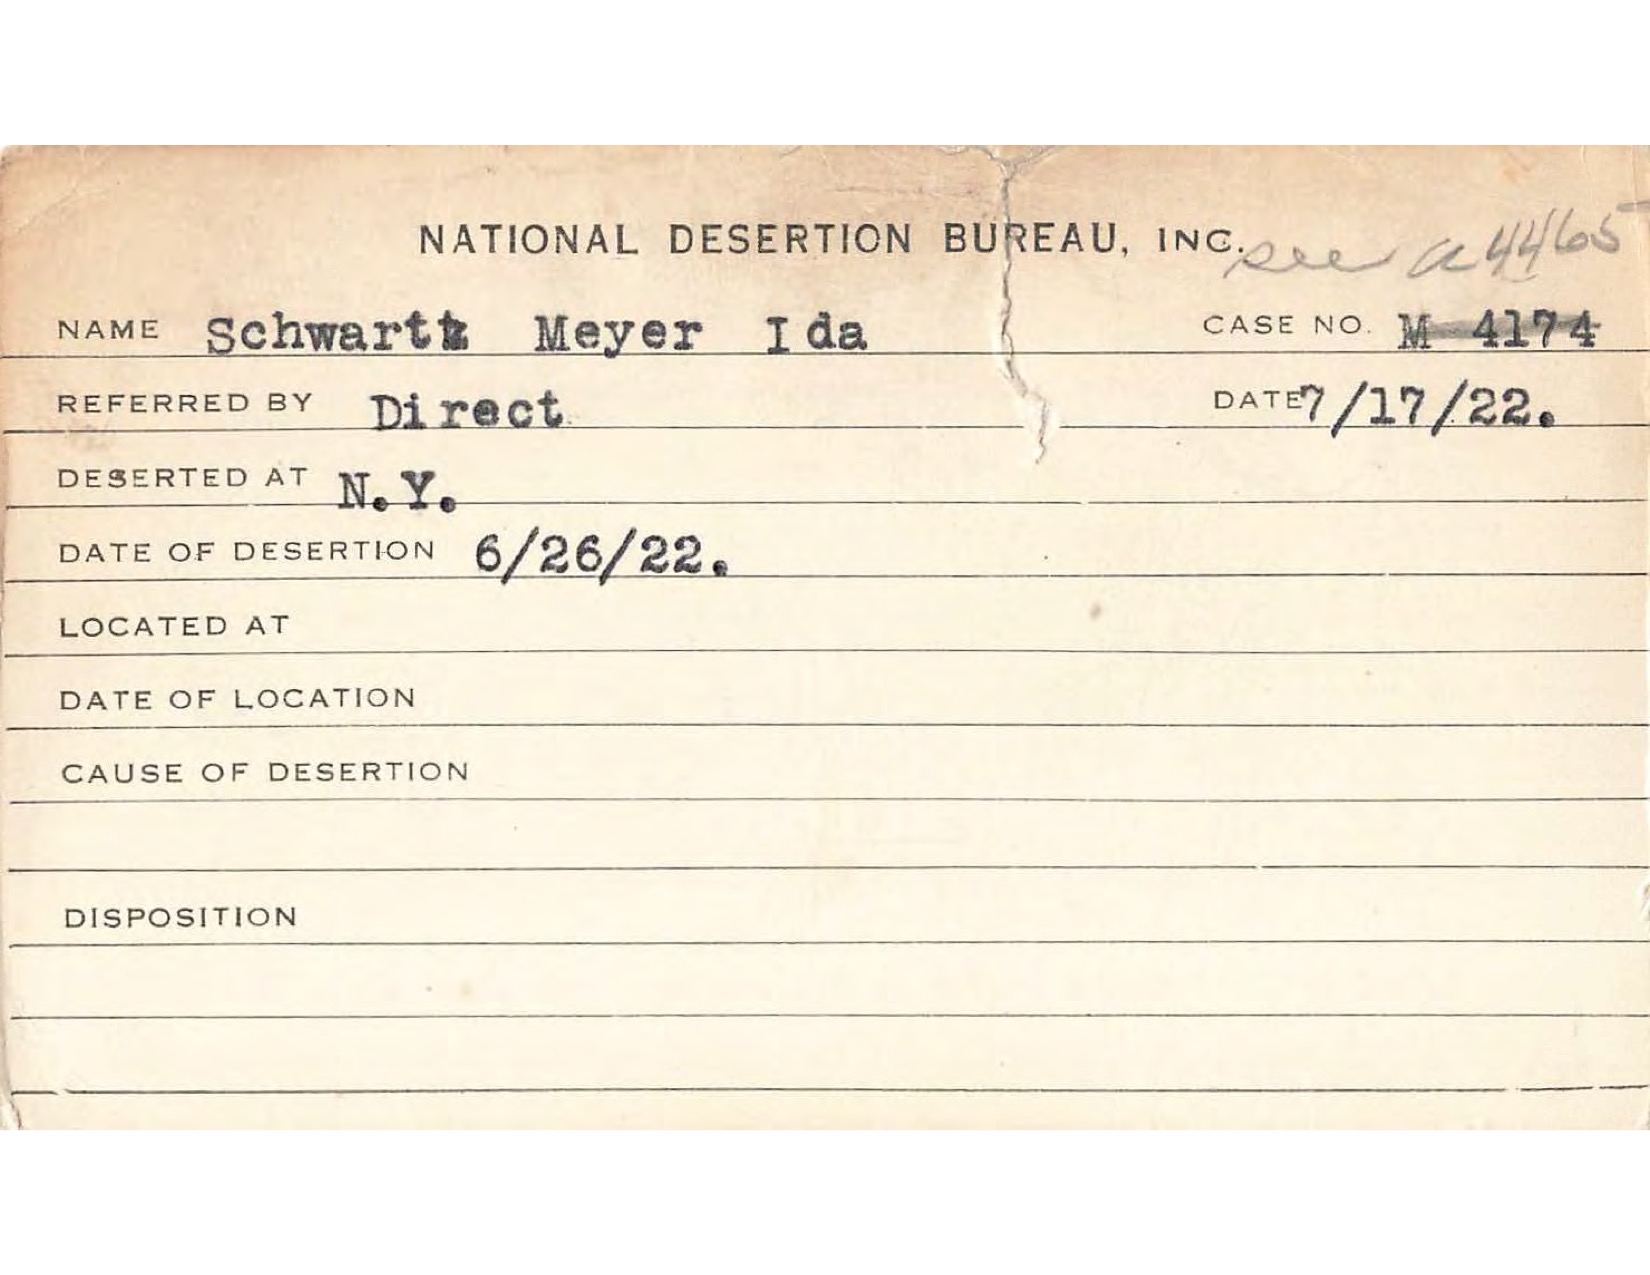 NATIONAL DESERTION BUREAU, INC. see a4465
NAME Schwartz Meyer Ida CASE NO. M 4174
REFERRED BY Direct DATE 7/17/22.
DESERTED AT N.Y.
DATE OF DESERTION 6/26/22.
LOCATED AT
DATE OF LOCATION
CAUSE OF DESERTION
DISPOSITION